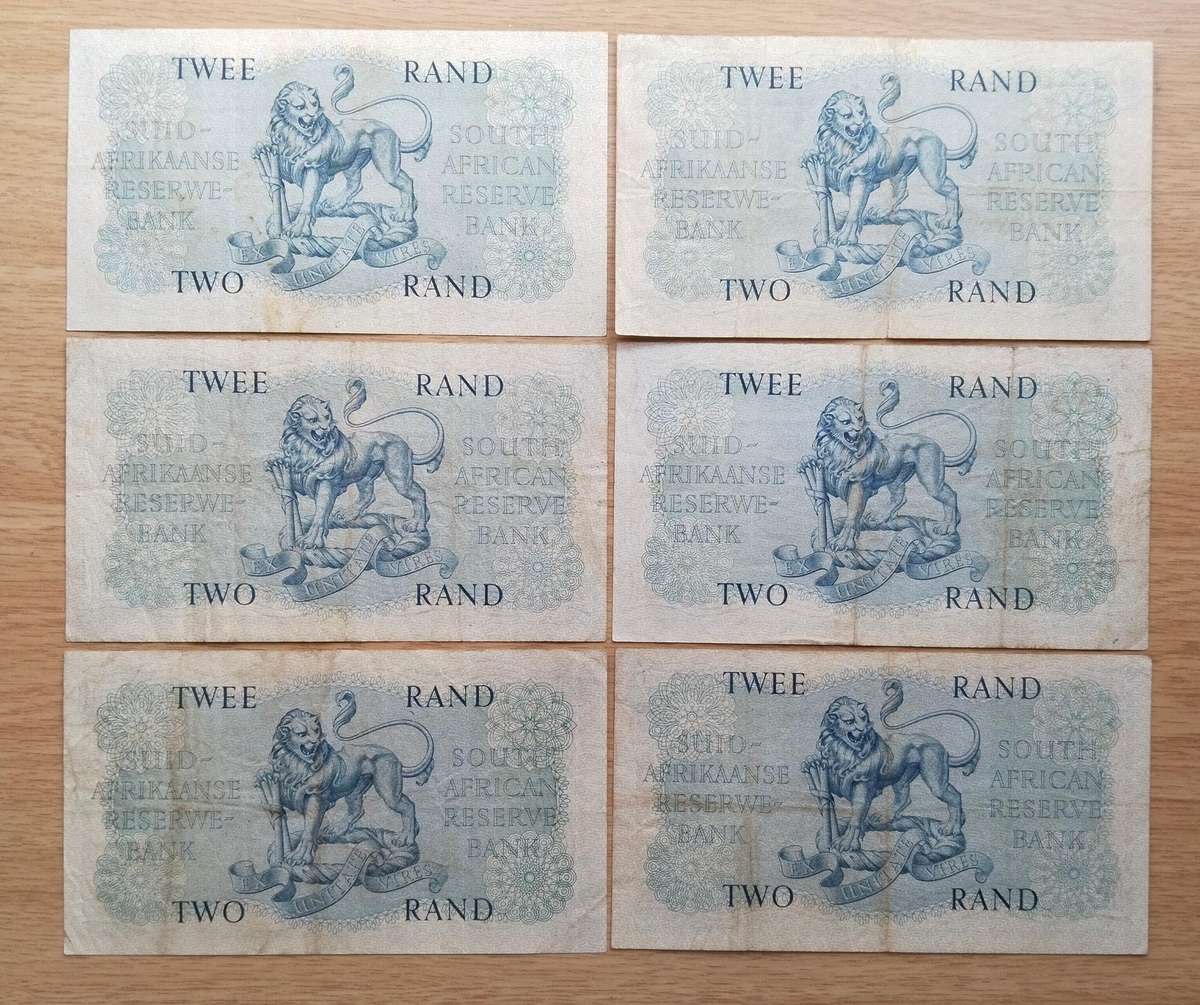 TWEE RAND
SUID-
AFRIKAANSE
RESERWE-
BANK
SOUTH
AFRICAN
RESERVE
BANK
EX UNITATE VIRES
TWO RAND
TWEE RAND
SUID-
AFRIKAANSE
RESERWE-
BANK
SOUTH
AFRICAN
RESERVE
BANK
EX UNITATE VIRES
TWO RAND
TWEE RAND
SUID-
AFRIKAANSE
RESERWE-
BANK
SOUTH
AFRICAN
RESERVE
BANK
EX UNITATE VIRES
TWO RAND
TWEE RAND
SUID-
AFRIKAANSE
RESERWE-
BANK
SOUTH
AFRICAN
RESERVE
BANK
EX UNITATE VIRES
TWO RAND
TWEE RAND
SUID-
AFRIKAANSE
RESERWE-
BANK
SOUTH
AFRICAN
RESERVE
BANK
EX UNITATE VIRES
TWO RAND
TWEE RAND
SUID-
AFRIKAANSE
RESERWE-
BANK
SOUTH
AFRICAN
RESERVE
BANK
EX UNITATE VIRES
TWO RAND